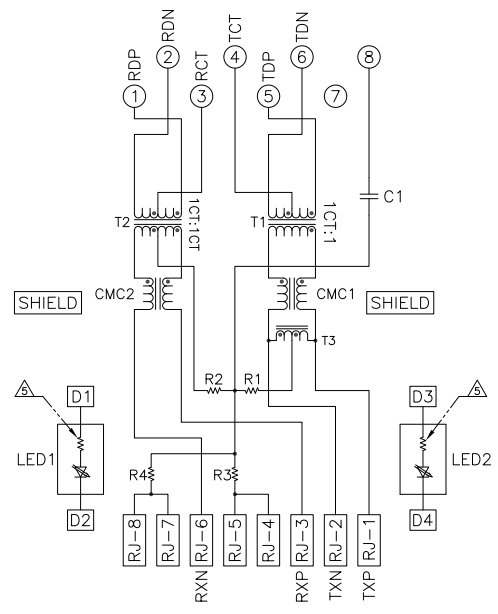 RDP
RDN
RCT
TCT
TDP
TDN
1
2
3
4
5
6
7
8
C1
T2
1CT:1CT
T1
1CT:1
CMC2
CMC1
SHIELD
SHIELD
T3
R2
R1
5
D1
LED1
D2
5
D3
LED2
D4
R4
R3
RJ-8
RJ-7
RJ-6
RJ-5
RJ-4
RJ-3
RJ-2
RJ-1
RXN
RXP
TXN
TXP